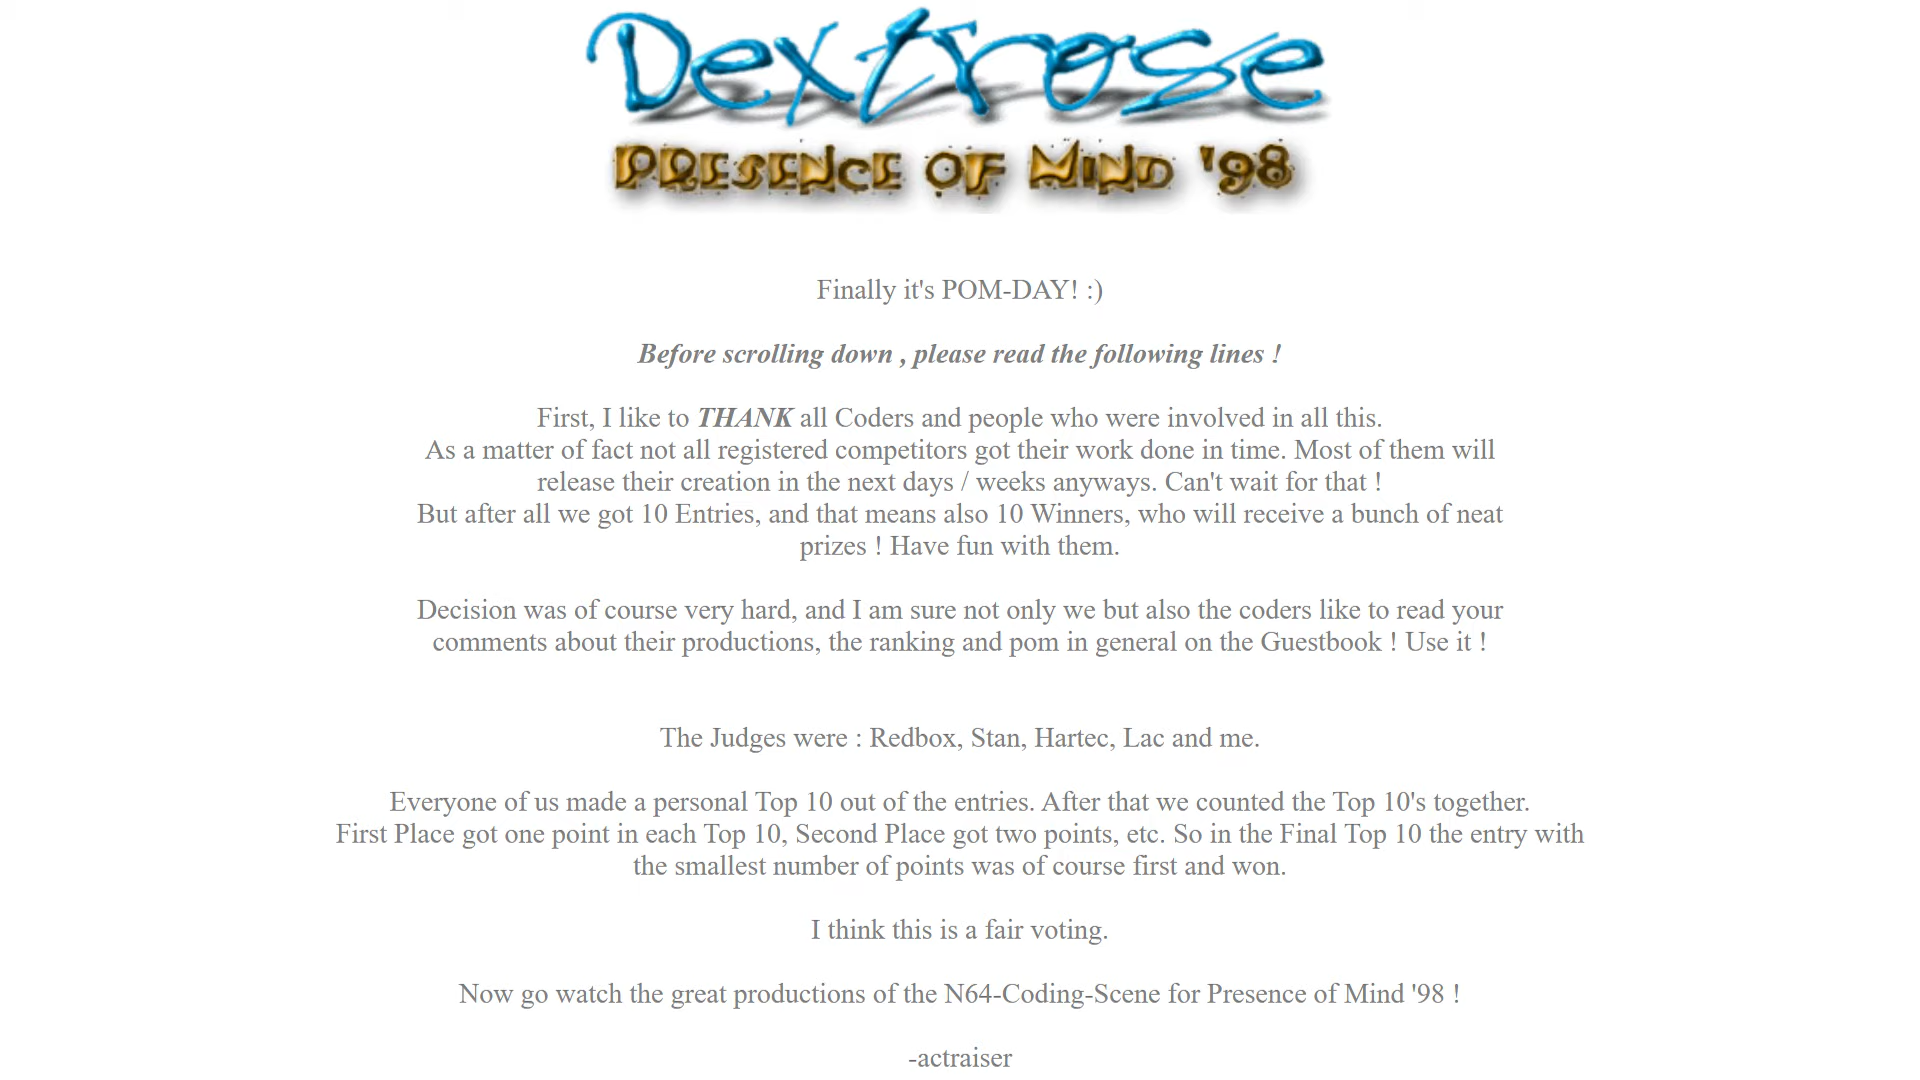 Dextrose
PRESENCE OF MIND '98
Finally it's POM-DAY! :)
Before scrolling down , please read the following lines !
First, I like to THANK all Coders and people who were involved in all this.
As a matter of fact not all registered competitors got their work done in time. Most of them will
release their creation in the next days / weeks anyways. Can't wait for that !
But after all we got 10 Entries, and that means also 10 Winners, who will receive a bunch of neat
prizes ! Have fun with them.
Decision was of course very hard, and I am sure not only we but also the coders like to read your
comments about their productions, the ranking and pom in general on the Guestbook ! Use it !
The Judges were : Redbox, Stan, Hartec, Lac and me.
Everyone of us made a personal Top 10 out of the entries. After that we counted the Top 10's together.
First Place got one point in each Top 10, Second Place got two points, etc. So in the Final Top 10 the entry with
the smallest number of points was of course first and won.
I think this is a fair voting.
Now go watch the great productions of the N64-Coding-Scene for Presence of Mind '98 !
-actraiser